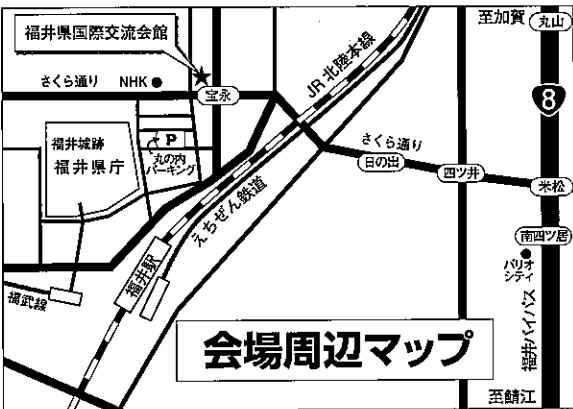 福井県国際交流会館
至加賀
丸山
さくら通り
NHK
宝永
JR北陸本線
8
福井城跡
福井県庁
P
丸の内
パーキング
さくら通り
日の出
四ツ井
米松
えちぜん鉄道
南四ツ居
バリオ
シティ
福井駅
福武線
福井バイパス
会場周辺マップ
至鯖江